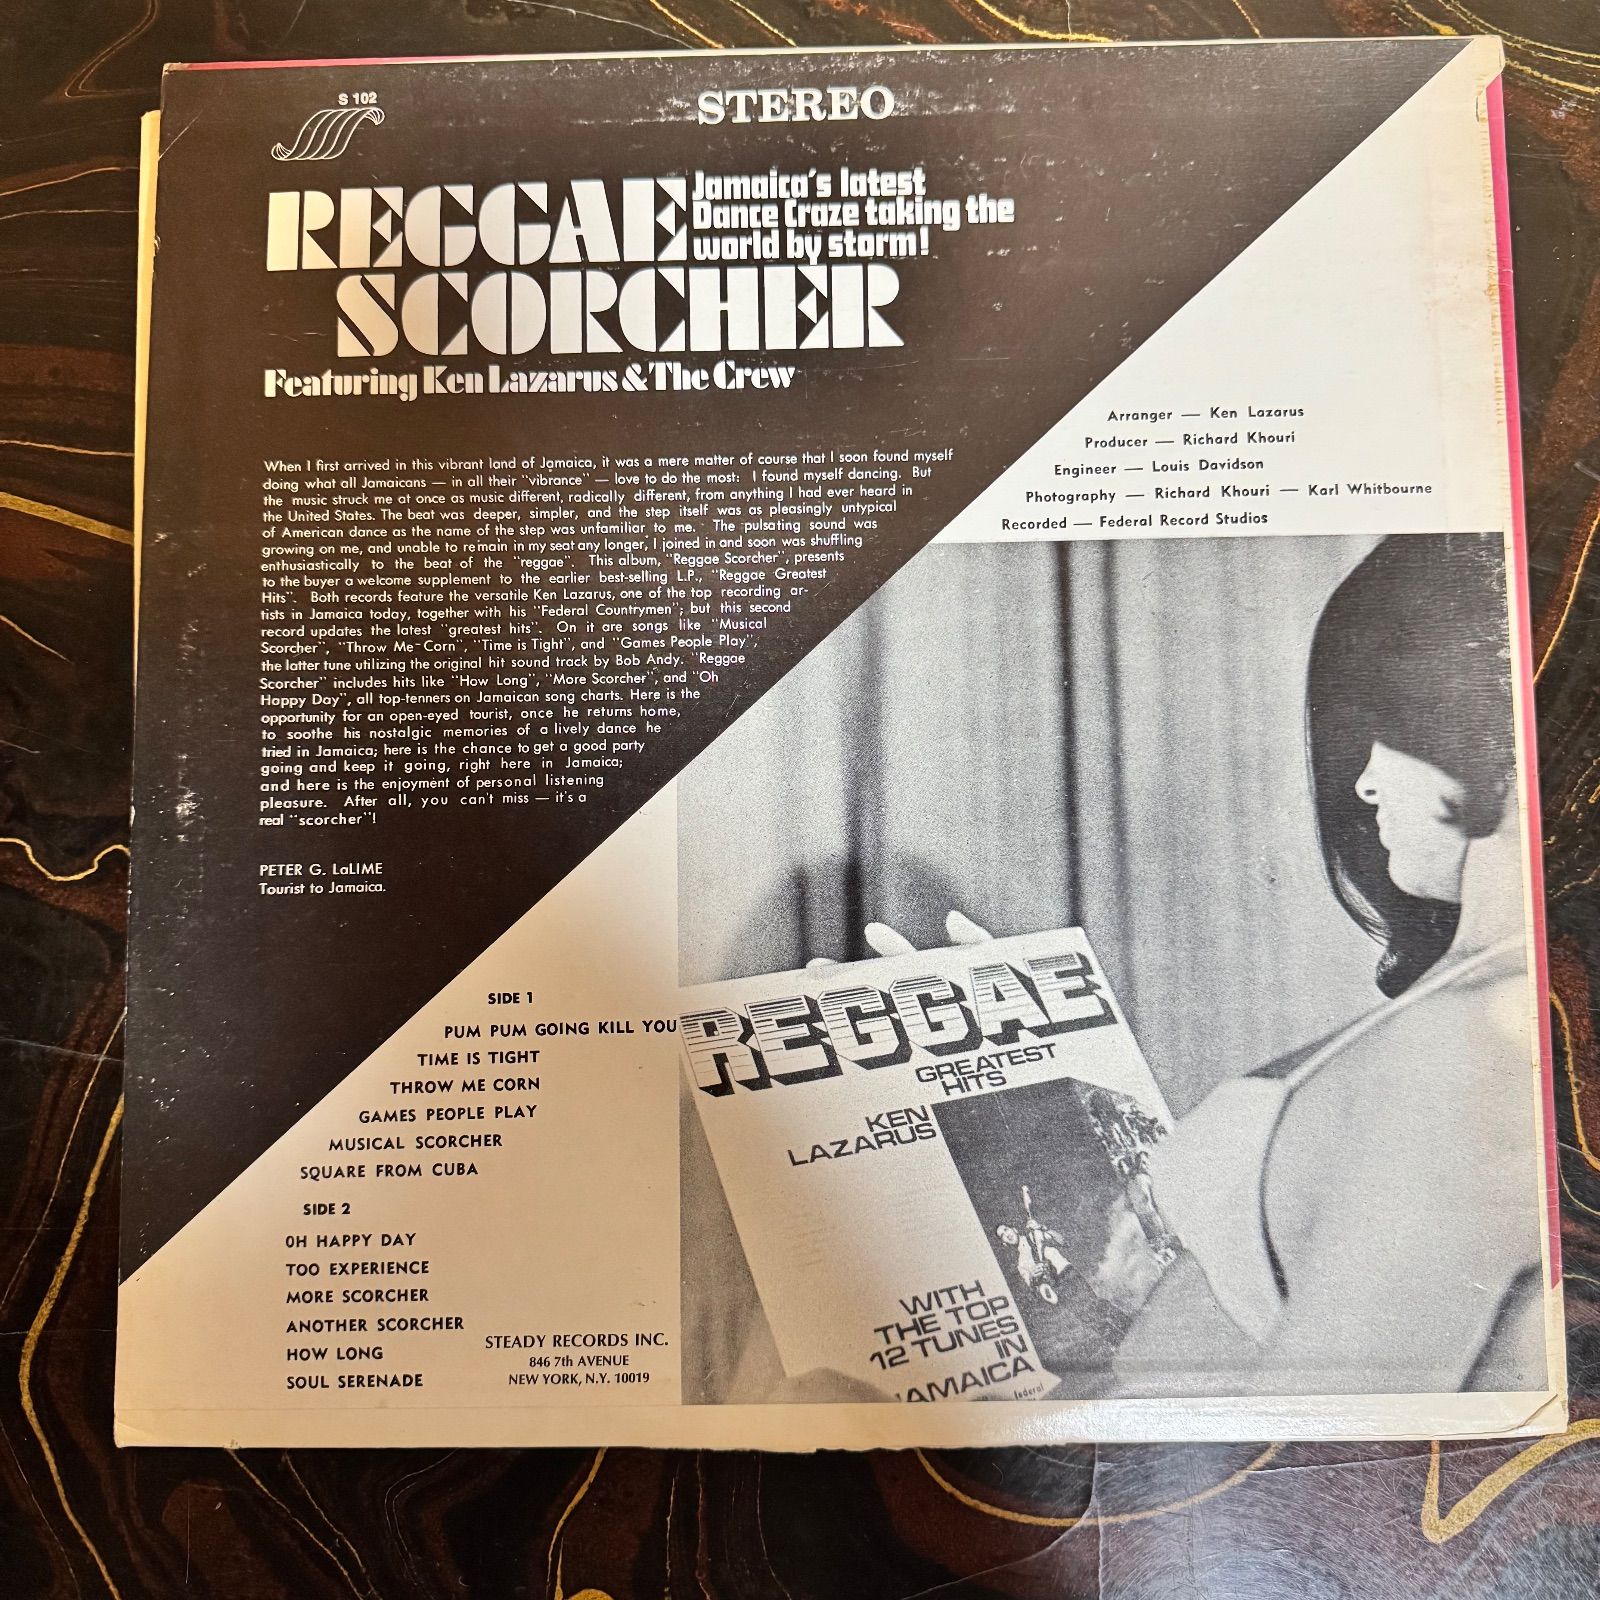 S 102
STEREO
REGGAE
Jamaica's latest
Dance Craze taking the
world by storm!
SCORCHER
Featuring Ken Lazarus & The Crew
When I first arrived in this vibrant land of Jamaica, it was a mere matter of course that I soon found myself
doing what all Jamaicans — in all their "vibrance" — love to do the most: I found myself dancing. But
the music struck me at once as music different, radically different, from anything I had ever heard in
the United States. The beat was deeper, simpler, and the step itself was as pleasingly untypical
of American dance as the name of the step was unfamiliar to me. The pulsating sound was
growing on me, and unable to remain in my seat any longer, I joined in and soon was shuffling
enthusiastically to the beat of the "reggae". This album, "Reggae Scorcher", presents
to the buyer a welcome supplement to the earlier best-selling L.P., "Reggae Greatest
Hits". Both records feature the versatile Ken Lazarus, one of the top recording ar-
tists in Jamaica today, together with his "Federal Countrymen"; but this second
record updates the latest "greatest hits". On it are songs like "Musical
Scorcher", "Throw Me Corn", "Time is Tight", and "Games People Play",
the latter tune utilizing the original hit sound track by Bob Andy. "Reggae
Scorcher" includes hits like "How Long", "More Scorcher", and "Oh
Happy Day", all top-tenners on Jamaican song charts. Here is the
opportunity for an open-eyed tourist, once he returns home,
to soothe his nostalgic memories of a lively dance he
tried in Jamaica; here is the chance to get a good party
going and keep it going, right here in Jamaica;
and here is the enjoyment of personal listening
pleasure. After all, you can't miss — it's a
real "scorcher"!
PETER G. LaLIME
Tourist to Jamaica.
Arranger — Ken Lazarus
Producer — Richard Khouri
Engineer — Louis Davidson
Photography — Richard Khouri — Karl Whitbourne
Recorded — Federal Record Studios
SIDE 1
PUM PUM GOING KILL YOU
TIME IS TIGHT
THROW ME CORN
GAMES PEOPLE PLAY
MUSICAL SCORCHER
SQUARE FROM CUBA
SIDE 2
OH HAPPY DAY
TOO EXPERIENCE
MORE SCORCHER
ANOTHER SCORCHER
HOW LONG
SOUL SERENADE
STEADY RECORDS INC.
846 7th AVENUE
NEW YORK, N.Y. 10019
REGGAE
GREATEST
HITS
KEN
LAZARUS
WITH
THE TOP
12 TUNES
IN
JAMAICA
federal